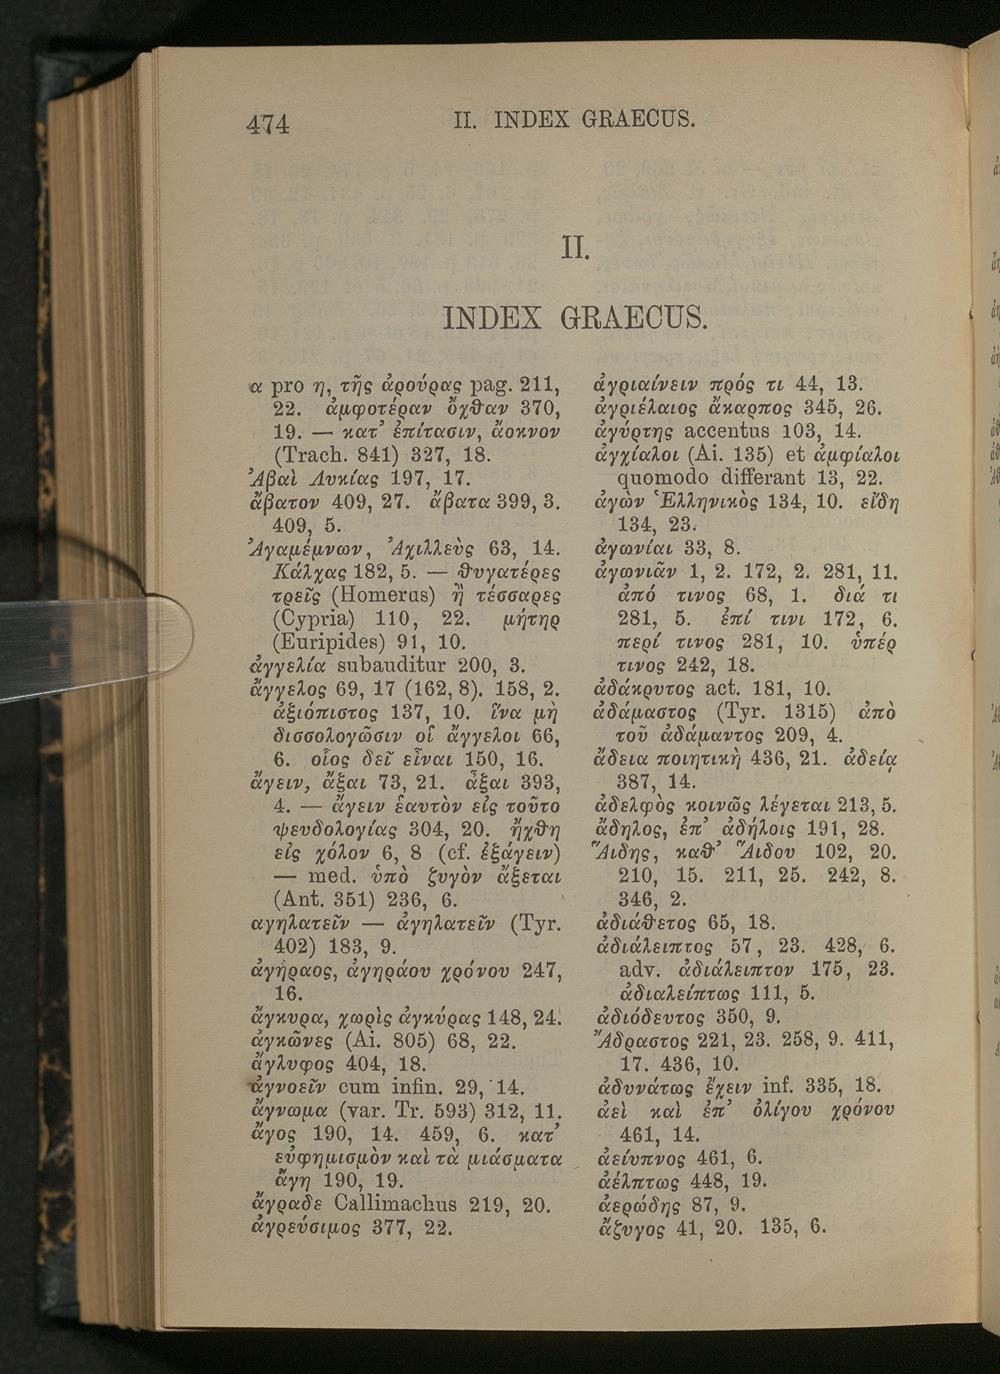 474
II. INDEX GRAECUS.
II.
INDEX GRAECUS.
α pro η, τῆς ἀρούρας pag. 211,
22. ἀμφοτέραν ὄχθαν 370,
19. — κατ᾽ ἐπίτασιν, ἄοκνον
(Trach. 841) 327, 18.
Ἀβαὶ Λυκίας 197, 17.
ἄβατον 409, 27. ἄβατα 399, 3.
409, 5.
Ἀγαμέμνων, Ἀχιλλεὺς 63, 14.
Κάλχας 182, 5. — θυγατέρες
τρεῖς (Homerus) ἢ τέσσαρες
(Cypria) 110, 22. μήτηρ
(Euripides) 91, 10.
ἀγγελία subauditur 200, 3.
ἄγγελος 69, 17 (162, 8). 158, 2.
ἀξιόπιστος 137, 10. ἵνα μὴ
δισσολογῶσιν οἱ ἄγγελοι 66,
6. οἷος δεῖ εἶναι 150, 16.
ἄγειν, ἄξαι 73, 21. ἆξαι 393,
4. — ἄγειν ἑαυτὸν εἰς τοῦτο
ψευδολογίας 304, 20. ἤχθη
εἰς χόλον 6, 8 (cf. ἐξάγειν)
— med. ὑπὸ ζυγὸν ἄξεται
(Ant. 351) 236, 6.
αγηλατεῖν — ἀγηλατεῖν (Tyr.
402) 183, 9.
ἀγήραος, ἀγηράου χρόνου 247,
16.
ἄγκυρα, χωρὶς ἀγκύρας 148, 24.
ἀγκῶνες (Ai. 805) 68, 22.
ἄγλυφος 404, 18.
ἀγνοεῖν cum infin. 29, 14.
ἄγνωμα (var. Tr. 593) 312, 11.
ἄγος 190, 14. 459, 6. κατ᾽
εὐφημισμὸν καὶ τὰ μιάσματα
ἄγη 190, 19.
ἄγραδε Callimachus 219, 20.
ἀγρεύσιμος 377, 22.
ἀγριαίνειν πρός τι 44, 13.
ἀγριέλαιος ἄκαρπος 345, 26.
ἀγύρτης accentus 103, 14.
ἀγχίαλοι (Ai. 135) et ἀμφίαλοι
quomodo differant 13, 22.
ἀγὼν Ἑλληνικὸς 134, 10. εἴδη
134, 23.
ἀγωνίαι 33, 8.
ἀγωνιᾶν 1, 2. 172, 2. 281, 11.
ἀπό τινος 68, 1. διά τι
281, 5. ἐπί τινι 172, 6.
περί τινος 281, 10. ὑπέρ
τινος 242, 18.
ἀδάκρυτος act. 181, 10.
ἀδάμαστος (Tyr. 1315) ἀπὸ
τοῦ ἀδάμαντος 209, 4.
ἄδεια ποιητικὴ 436, 21. ἀδείᾳ
387, 14.
ἀδελφὸς κοινῶς λέγεται 213, 5.
ἄδηλος, ἐπ᾽ ἀδήλοις 191, 28.
Ἅιδης, καθ᾽ Ἅιδου 102, 20.
210, 15. 211, 25. 242, 8.
346, 2.
ἀδιάθετος 65, 18.
ἀδιάλειπτος 57, 23. 428, 6.
adv. ἀδιάλειπτον 175, 23.
ἀδιαλείπτως 111, 5.
ἀδιόδευτος 350, 9.
Ἄδραστος 221, 23. 258, 9. 411,
17. 436, 10.
ἀδυνάτως ἔχειν inf. 335, 18.
ἀεὶ καὶ ἐπ᾽ ὀλίγου χρόνου
461, 14.
ἀείυπνος 461, 6.
ἀέλπτως 448, 19.
ἀερώδης 87, 9.
ἄζυγος 41, 20. 135, 6.